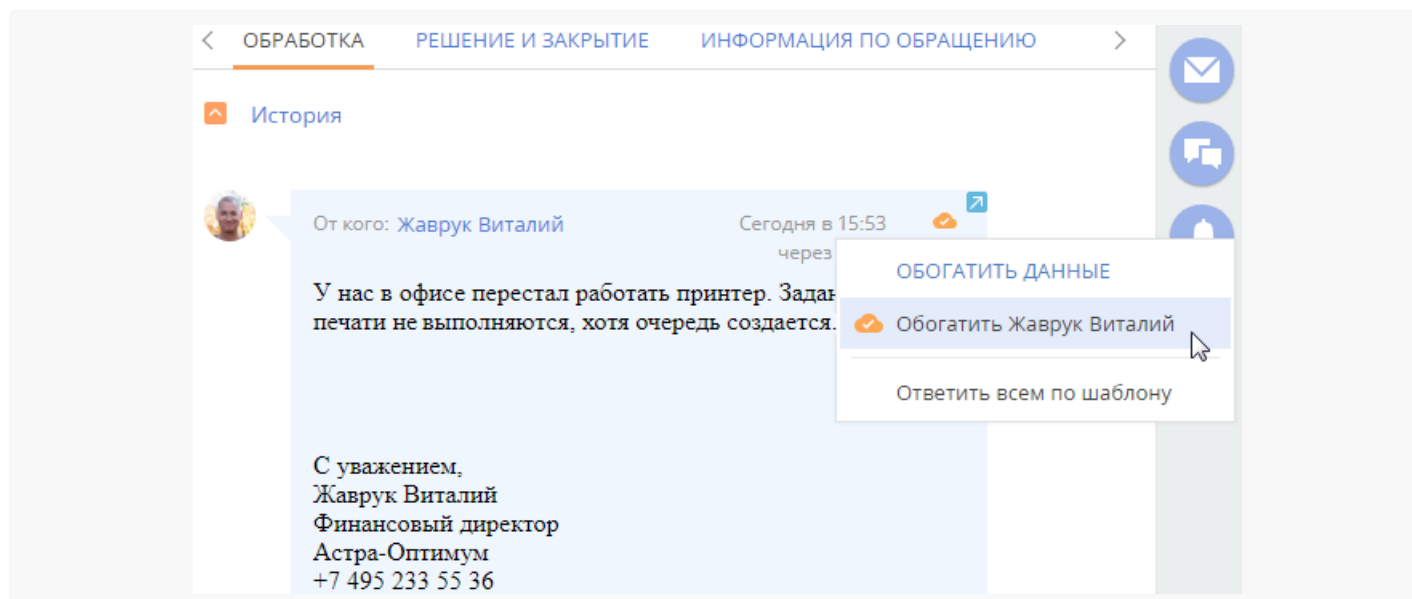 ОБРАБОТКА РЕШЕНИЕ И ЗАКРЫТИЕ ИНФОРМАЦИЯ ПО ОБРАЩЕНИЮ
История
От кого: Жаврук Виталий Сегодня в 15:53
через
ОБОГАТИТЬ ДАННЫЕ
Обогатить Жаврук Виталий
Ответить всем по шаблону
У нас в офисе перестал работать принтер.
печати не выполняются, хотя очередь создается.
С уважением,
Жаврук Виталий
Финансовый директор
Астра-Оптимум
+7 495 233 55 36